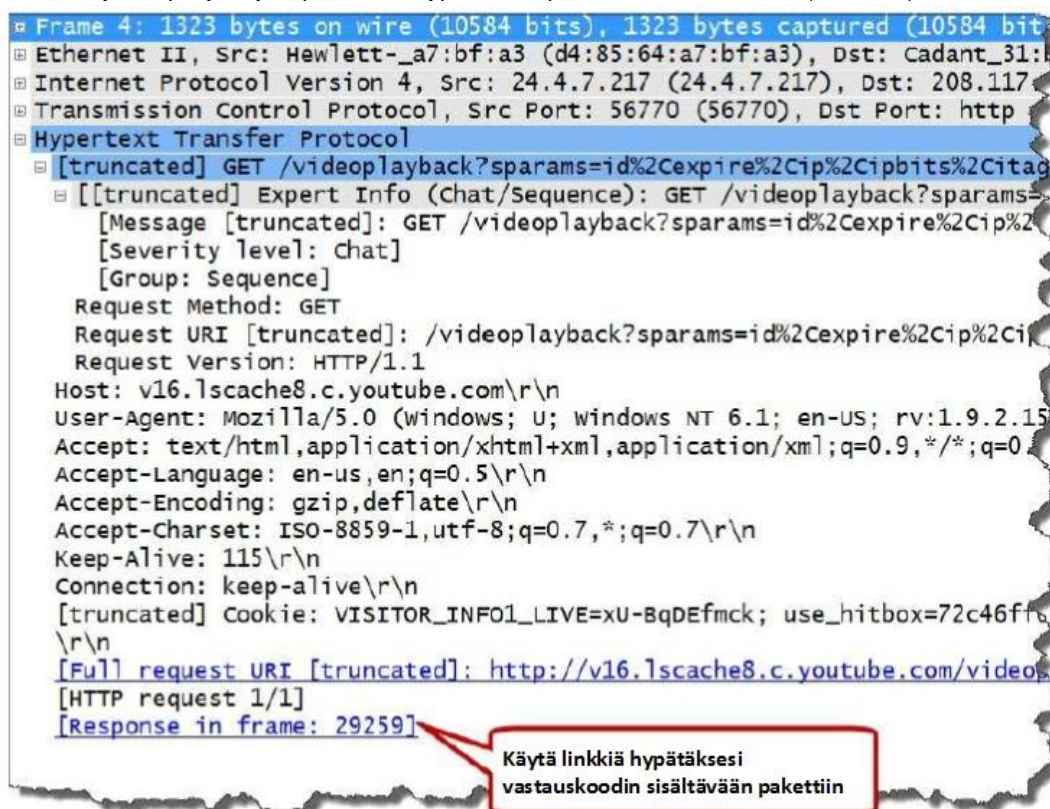 Frame 4: 1323 bytes on wire (10584 bits), 1323 bytes captured (10584 bit
Ethernet II, Src: Hewlett-_a7:bf:a3 (d4:85:64:a7:bf:a3), Dst: Cadant_31:
Internet Protocol Version 4, Src: 24.4.7.217 (24.4.7.217), Dst: 208.117.
Transmission Control Protocol, Src Port: 56770 (56770), Dst Port: http
Hypertext Transfer Protocol
[truncated] GET /videoplayback?sparams=id%2Cexpire%2Cip%2Cipbits%2Citag
[[truncated] Expert Info (Chat/Sequence): GET /videoplayback?sparams=
[Message [truncated]: GET /videoplayback?sparams=id%2Cexpire%2Cip%2
[Severity level: Chat]
[Group: Sequence]
Request Method: GET
Request URI [truncated]: /videoplayback?sparams=id%2Cexpire%2Cip%2Ci
Request Version: HTTP/1.1
Host: v16.lscache8.c.youtube.com\r\n
User-Agent: Mozilla/5.0 (Windows; U; Windows NT 6.1; en-US; rv:1.9.2.15
Accept: text/html,application/xhtml+xml,application/xml;q=0.9,*/*;q=0.
Accept-Language: en-us,en;q=0.5\r\n
Accept-Encoding: gzip,deflate\r\n
Accept-Charset: ISO-8859-1,utf-8;q=0.7,*;q=0.7\r\n
Keep-Alive: 115\r\n
Connection: keep-alive\r\n
[truncated] Cookie: VISITOR_INFO1_LIVE=xU-BqDEfmck; use_hitbox=72c46ff6
\r\n
[Full request URI [truncated]: http://v16.lscache8.c.youtube.com/videop
[HTTP request 1/1]
[Response in frame: 29259]
Käytä linkkiä hypätäksesi
vastauskoodin sisältävään pakettiin